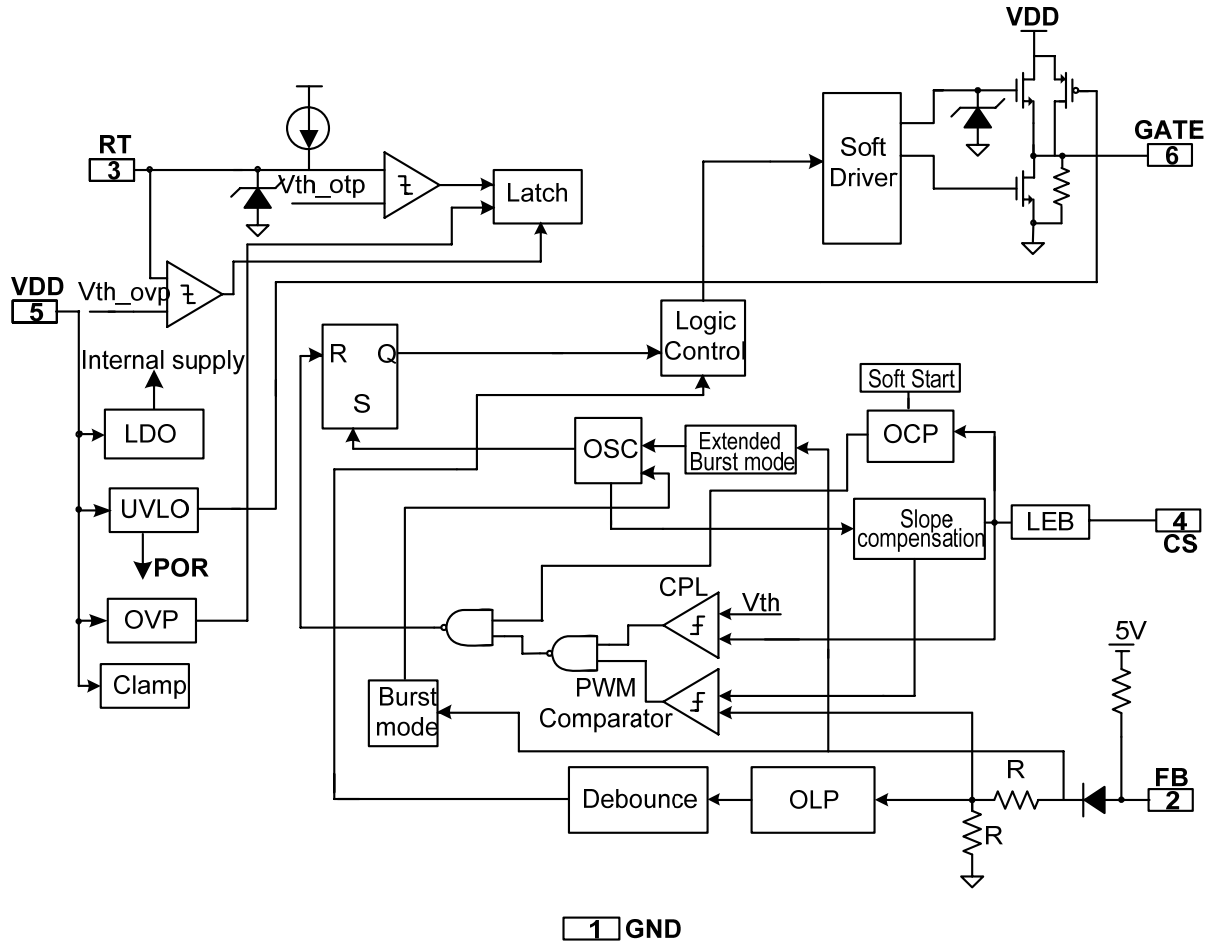 VDD
RT
3
Vth_otp
Latch
Soft
Driver
GATE
6
VDD
5
Vth_ovp
Internal supply
LDO
UVLO
POR
OVP
Clamp
R
Q
S
Logic
Control
Soft Start
OCP
OSC
Extended
Burst mode
Slope
compensation
LEB
4
CS
CPL
Vth
PWM
Comparator
Burst
mode
5V
Debounce
OLP
R
R
FB
2
1
GND